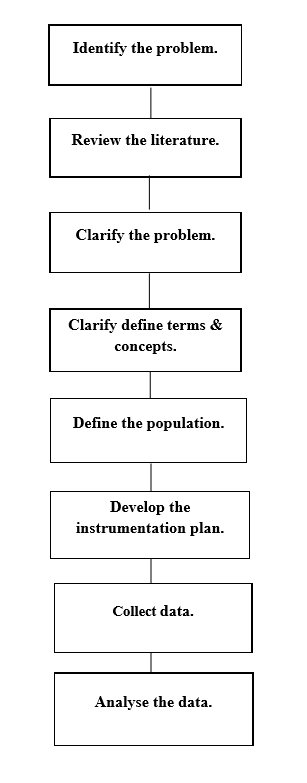 Identify the problem.
Review the literature.
Clarify the problem.
Clarify define terms &
concepts.
Define the population.
Develop the
instrumentation plan.
Collect data.
Analyse the data.